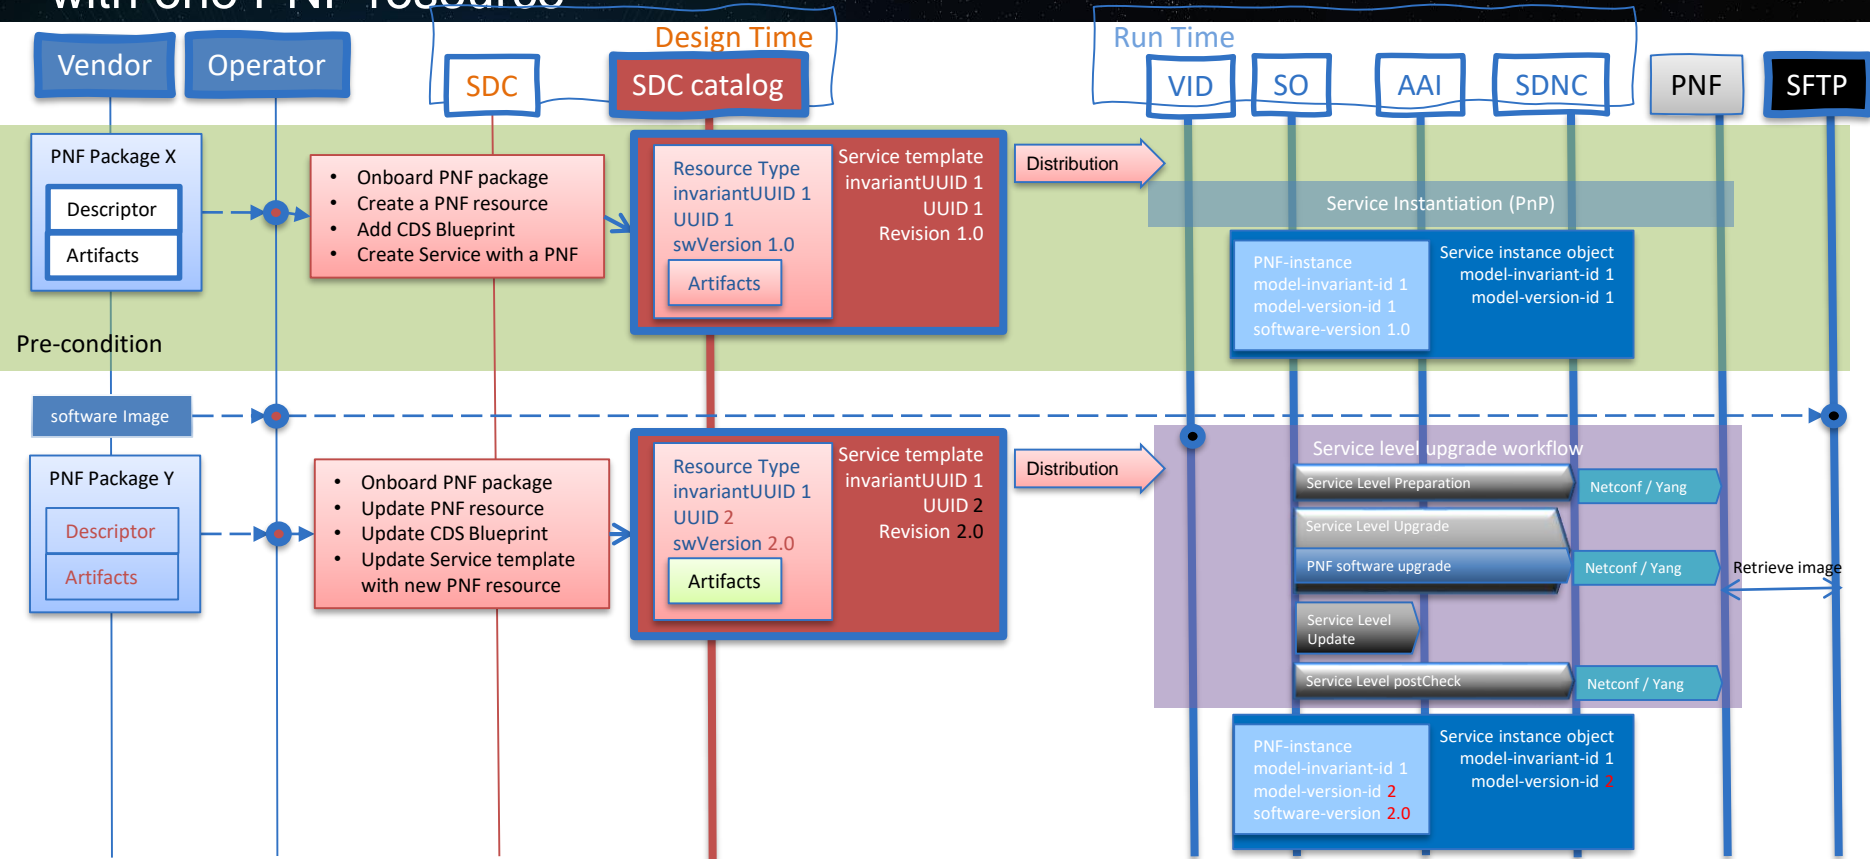 with one PNF resource
Design Time
Run Time
Vendor
Operator
SDC
SDC catalog
VID
SO
AAI
SDNC
PNF
SFTP
PNF Package X
Descriptor
Artifacts
• Onboard PNF package
• Create a PNF resource
• Add CDS Blueprint
• Create Service with a PNF
Resource Type
invariantUUID 1
UUID 1
swVersion 1.0
Artifacts
Service template
invariantUUID 1
UUID 1
Revision 1.0
Distribution
Service Instantiation (PnP)
PNF-instance
model-invariant-id 1
model-version-id 1
software-version 1.0
Service instance object
model-invariant-id 1
model-version-id 1
Pre-condition
software Image
PNF Package Y
Descriptor
Artifacts
• Onboard PNF package
• Update PNF resource
• Update CDS Blueprint
• Update Service template
with new PNF resource
Resource Type
invariantUUID 1
UUID 2
swVersion 2.0
Artifacts
Service template
invariantUUID 1
UUID 2
Revision 2.0
Distribution
Service level upgrade workflow
Service Level Preparation
Netconf / Yang
Service Level Upgrade
PNF software upgrade
Netconf / Yang
Retrieve image
Service Level
Update
Service Level postCheck
Netconf / Yang
PNF-instance
model-invariant-id 1
model-version-id 2
software-version 2.0
Service instance object
model-invariant-id 1
model-version-id 2